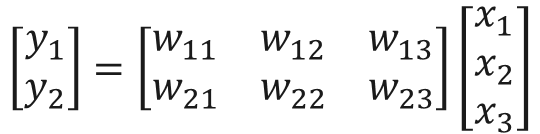 [y₁ y₂] = [w₁₁ w₁₂ w₁₃; w₂₁ w₂₂ w₂₃] [x₁ x₂ x₃]